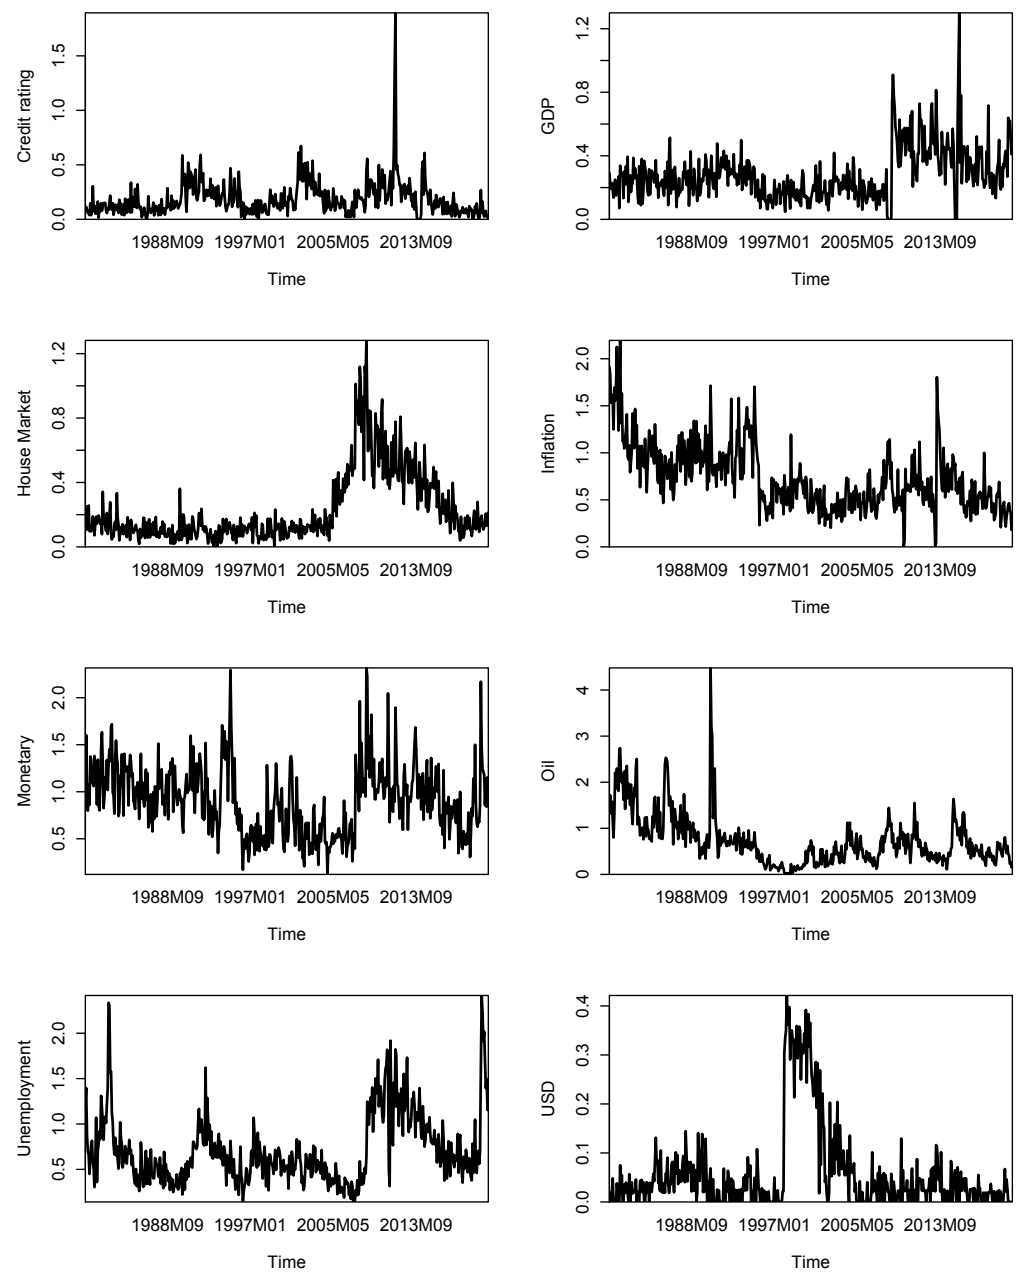 Credit rating
0.0 0.5 1.0 1.5
1988M09 1997M01 2005M05 2013M09
Time
GDP
0.0 0.4 0.8 1.2
1988M09 1997M01 2005M05 2013M09
Time
House Market
0.0 0.4 0.8 1.2
1988M09 1997M01 2005M05 2013M09
Time
Inflation
0.0 0.5 1.0 1.5 2.0
1988M09 1997M01 2005M05 2013M09
Time
Monetary
0.5 1.0 1.5 2.0
1988M09 1997M01 2005M05 2013M09
Time
Oil
0 1 2 3 4
1988M09 1997M01 2005M05 2013M09
Time
Unemployment
0.5 1.0 1.5 2.0
1988M09 1997M01 2005M05 2013M09
Time
USD
0.0 0.1 0.2 0.3 0.4
1988M09 1997M01 2005M05 2013M09
Time